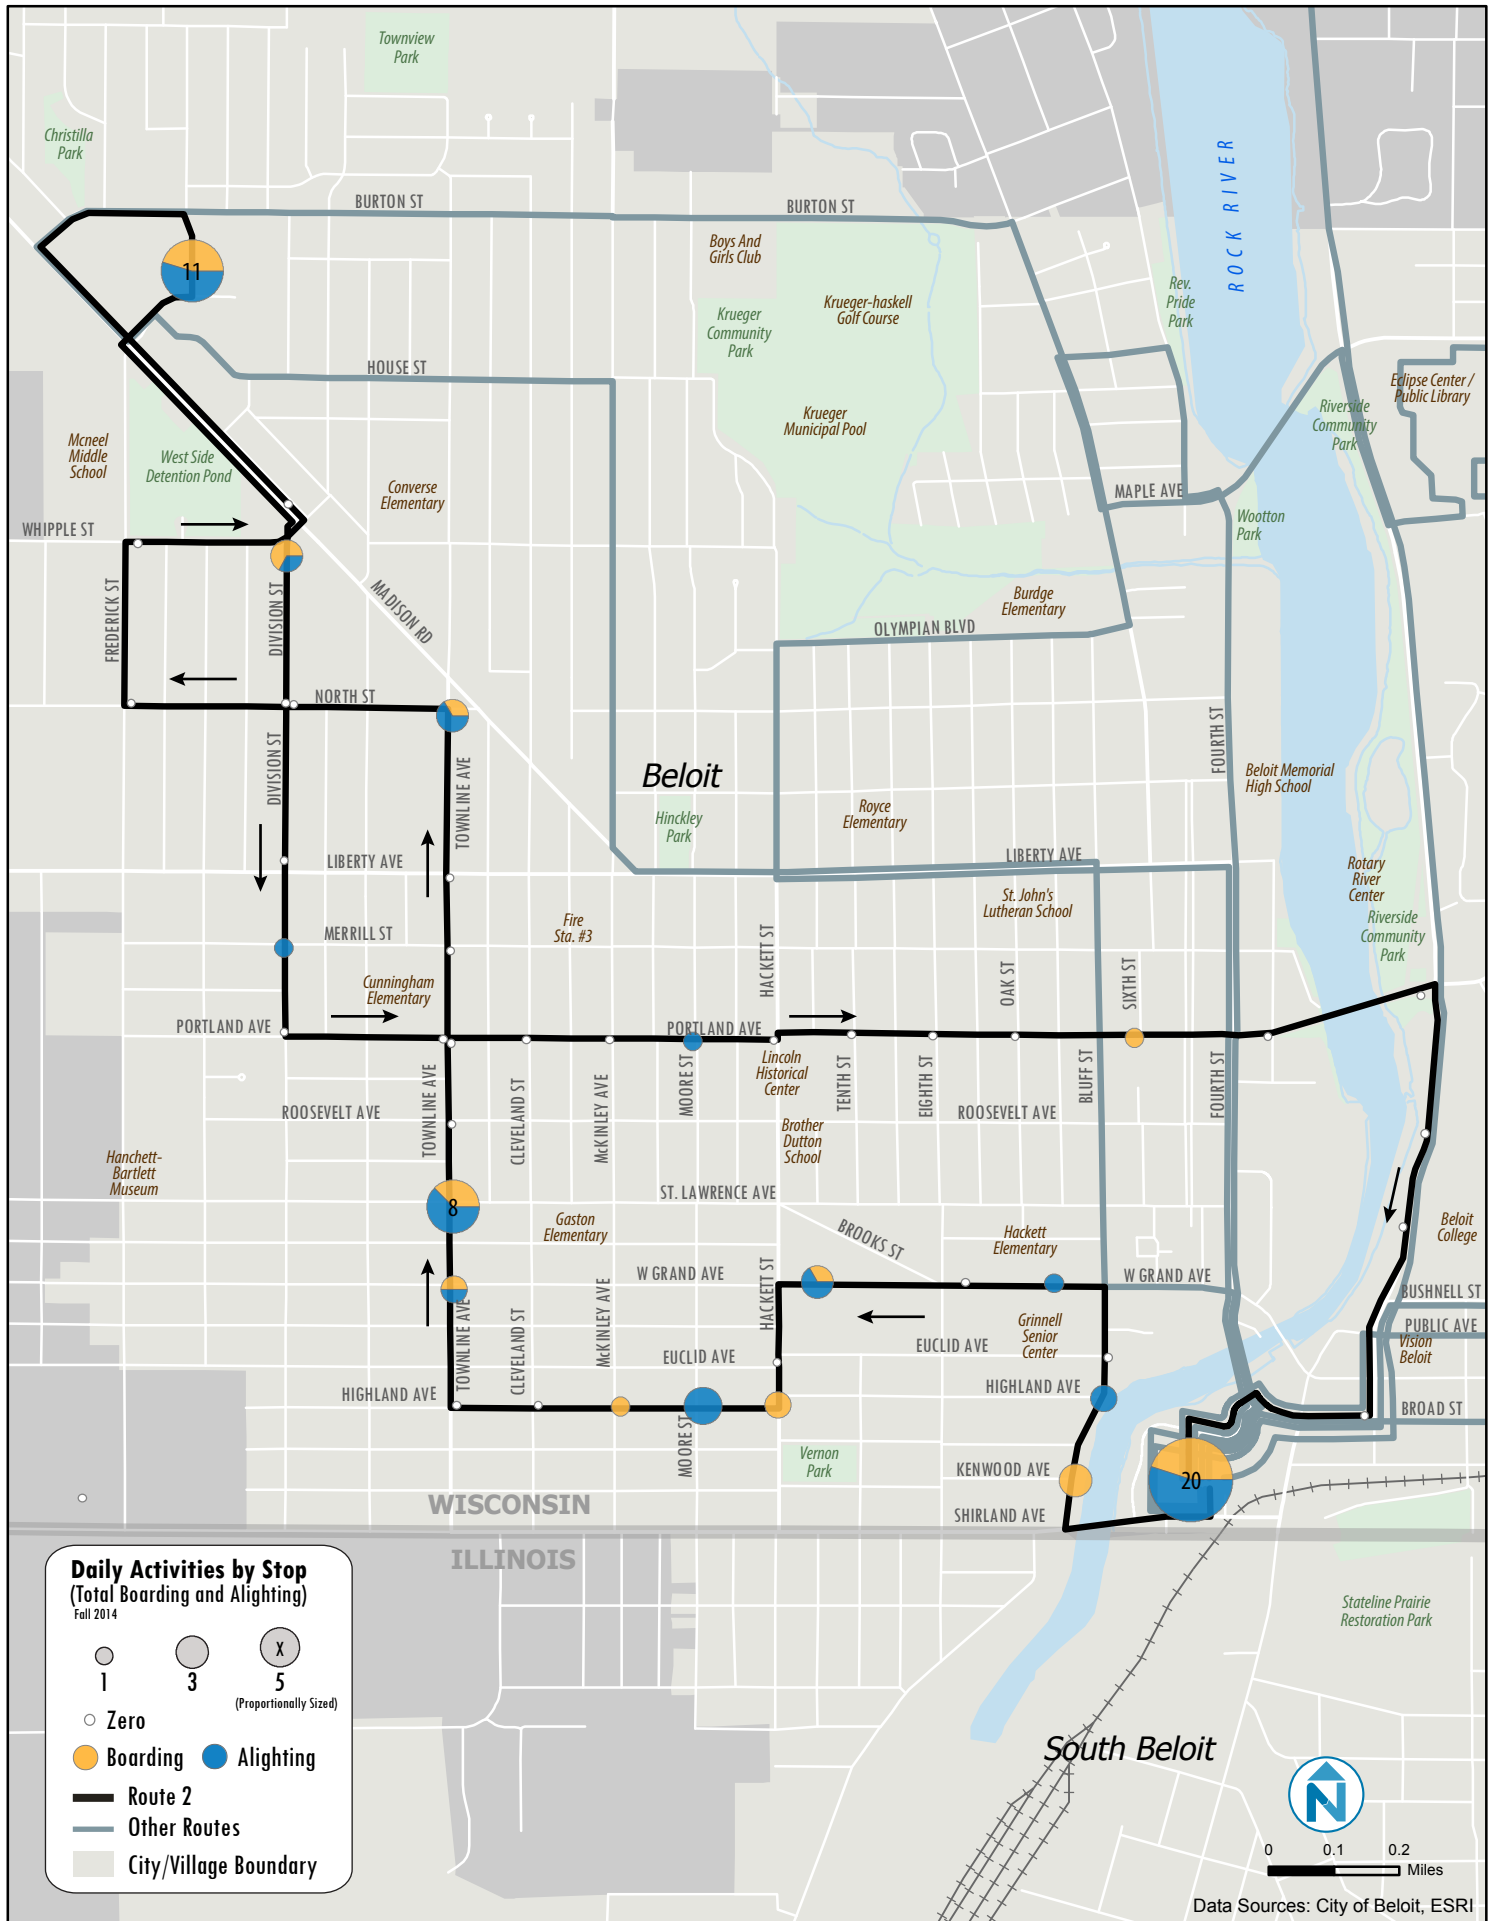 Townview
Park
Christilla
Park
BURTON ST
BURTON ST
ROCK RIVER
Boys And
Girls Club
11
Krueger-haskell
Golf Course
Rev.
Pride
Park
Krueger
Community
Park
HOUSE ST
Eclipse Center /
Public Library
Riverside
Community
Park
Krueger
Municipal Pool
Mcneel
Middle
School
West Side
Detention Pond
Converse
Elementary
MAPLE AVE
WHIPPLE ST
Wootton
Park
FREDERICK ST
DIVISION ST
MADISON RD
Burdge
Elementary
OLYMPIAN BLVD
NORTH ST
FOURTH ST
DIVISION ST
TOWNLINE AVE
Beloit
Beloit Memorial
High School
Hinckley
Park
Royce
Elementary
LIBERTY AVE
LIBERTY AVE
Rotary
River
Center
St. John's
Lutheran School
Fire
Sta. #3
MERRILL ST
HACKETT ST
Riverside
Community
Park
OAK ST
SIXTH ST
Cunningham
Elementary
PORTLAND AVE
PORTLAND AVE
Lincoln
Historical
Center
TOWNLINE AVE
CLEVELAND ST
McKINLEY AVE
MOORE ST
TENTH ST
EIGHTH ST
BLUFF ST
FOURTH ST
ROOSEVELT AVE
ROOSEVELT AVE
Brother
Dutton
School
Hanchett-
Bartlett
Museum
ST. LAWRENCE AVE
8
Gaston
Elementary
BROOKS ST
Hackett
Elementary
Beloit
College
W GRAND AVE
W GRAND AVE
HACKETT ST
BUSHNELL ST
PUBLIC AVE
Vision
Beloit
Grinnell
Senior
Center
TOWNLINE AVE
CLEVELAND ST
McKINLEY AVE
EUCLID AVE
EUCLID AVE
HIGHLAND AVE
HIGHLAND AVE
BROAD ST
MOORE ST
Vernon
Park
KENWOOD AVE
20
WISCONSIN
SHIRLAND AVE
ILLINOIS
Daily Activities by Stop
(Total Boarding and Alighting)
Fall 2014
x
1 3 5
(Proportionally Sized)
Zero
Boarding Alighting
Route 2
Other Routes
City/Village Boundary
Stateline Prairie
Restoration Park
South Beloit
N
0 0.1 0.2
Miles
Data Sources: City of Beloit, ESRI